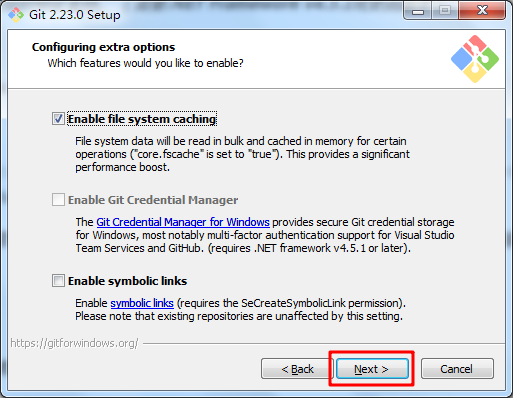 Git 2.23.0 Setup
Configuring extra options
Which features would you like to enable?
Enable file system caching
File system data will be read in bulk and cached in memory for certain
operations ("core.fscache" is set to "true"). This provides a significant
performance boost.
Enable Git Credential Manager
The Git Credential Manager for Windows provides secure Git credential storage
for Windows, most notably multi-factor authentication support for Visual Studio
Team Services and GitHub. (requires .NET framework v4.5.1 or later).
Enable symbolic links
Enable symbolic links (requires the SeCreateSymbolicLink permission).
Please note that existing repositories are unaffected by this setting.
https://gitforwindows.org/
< Back
Next >
Cancel